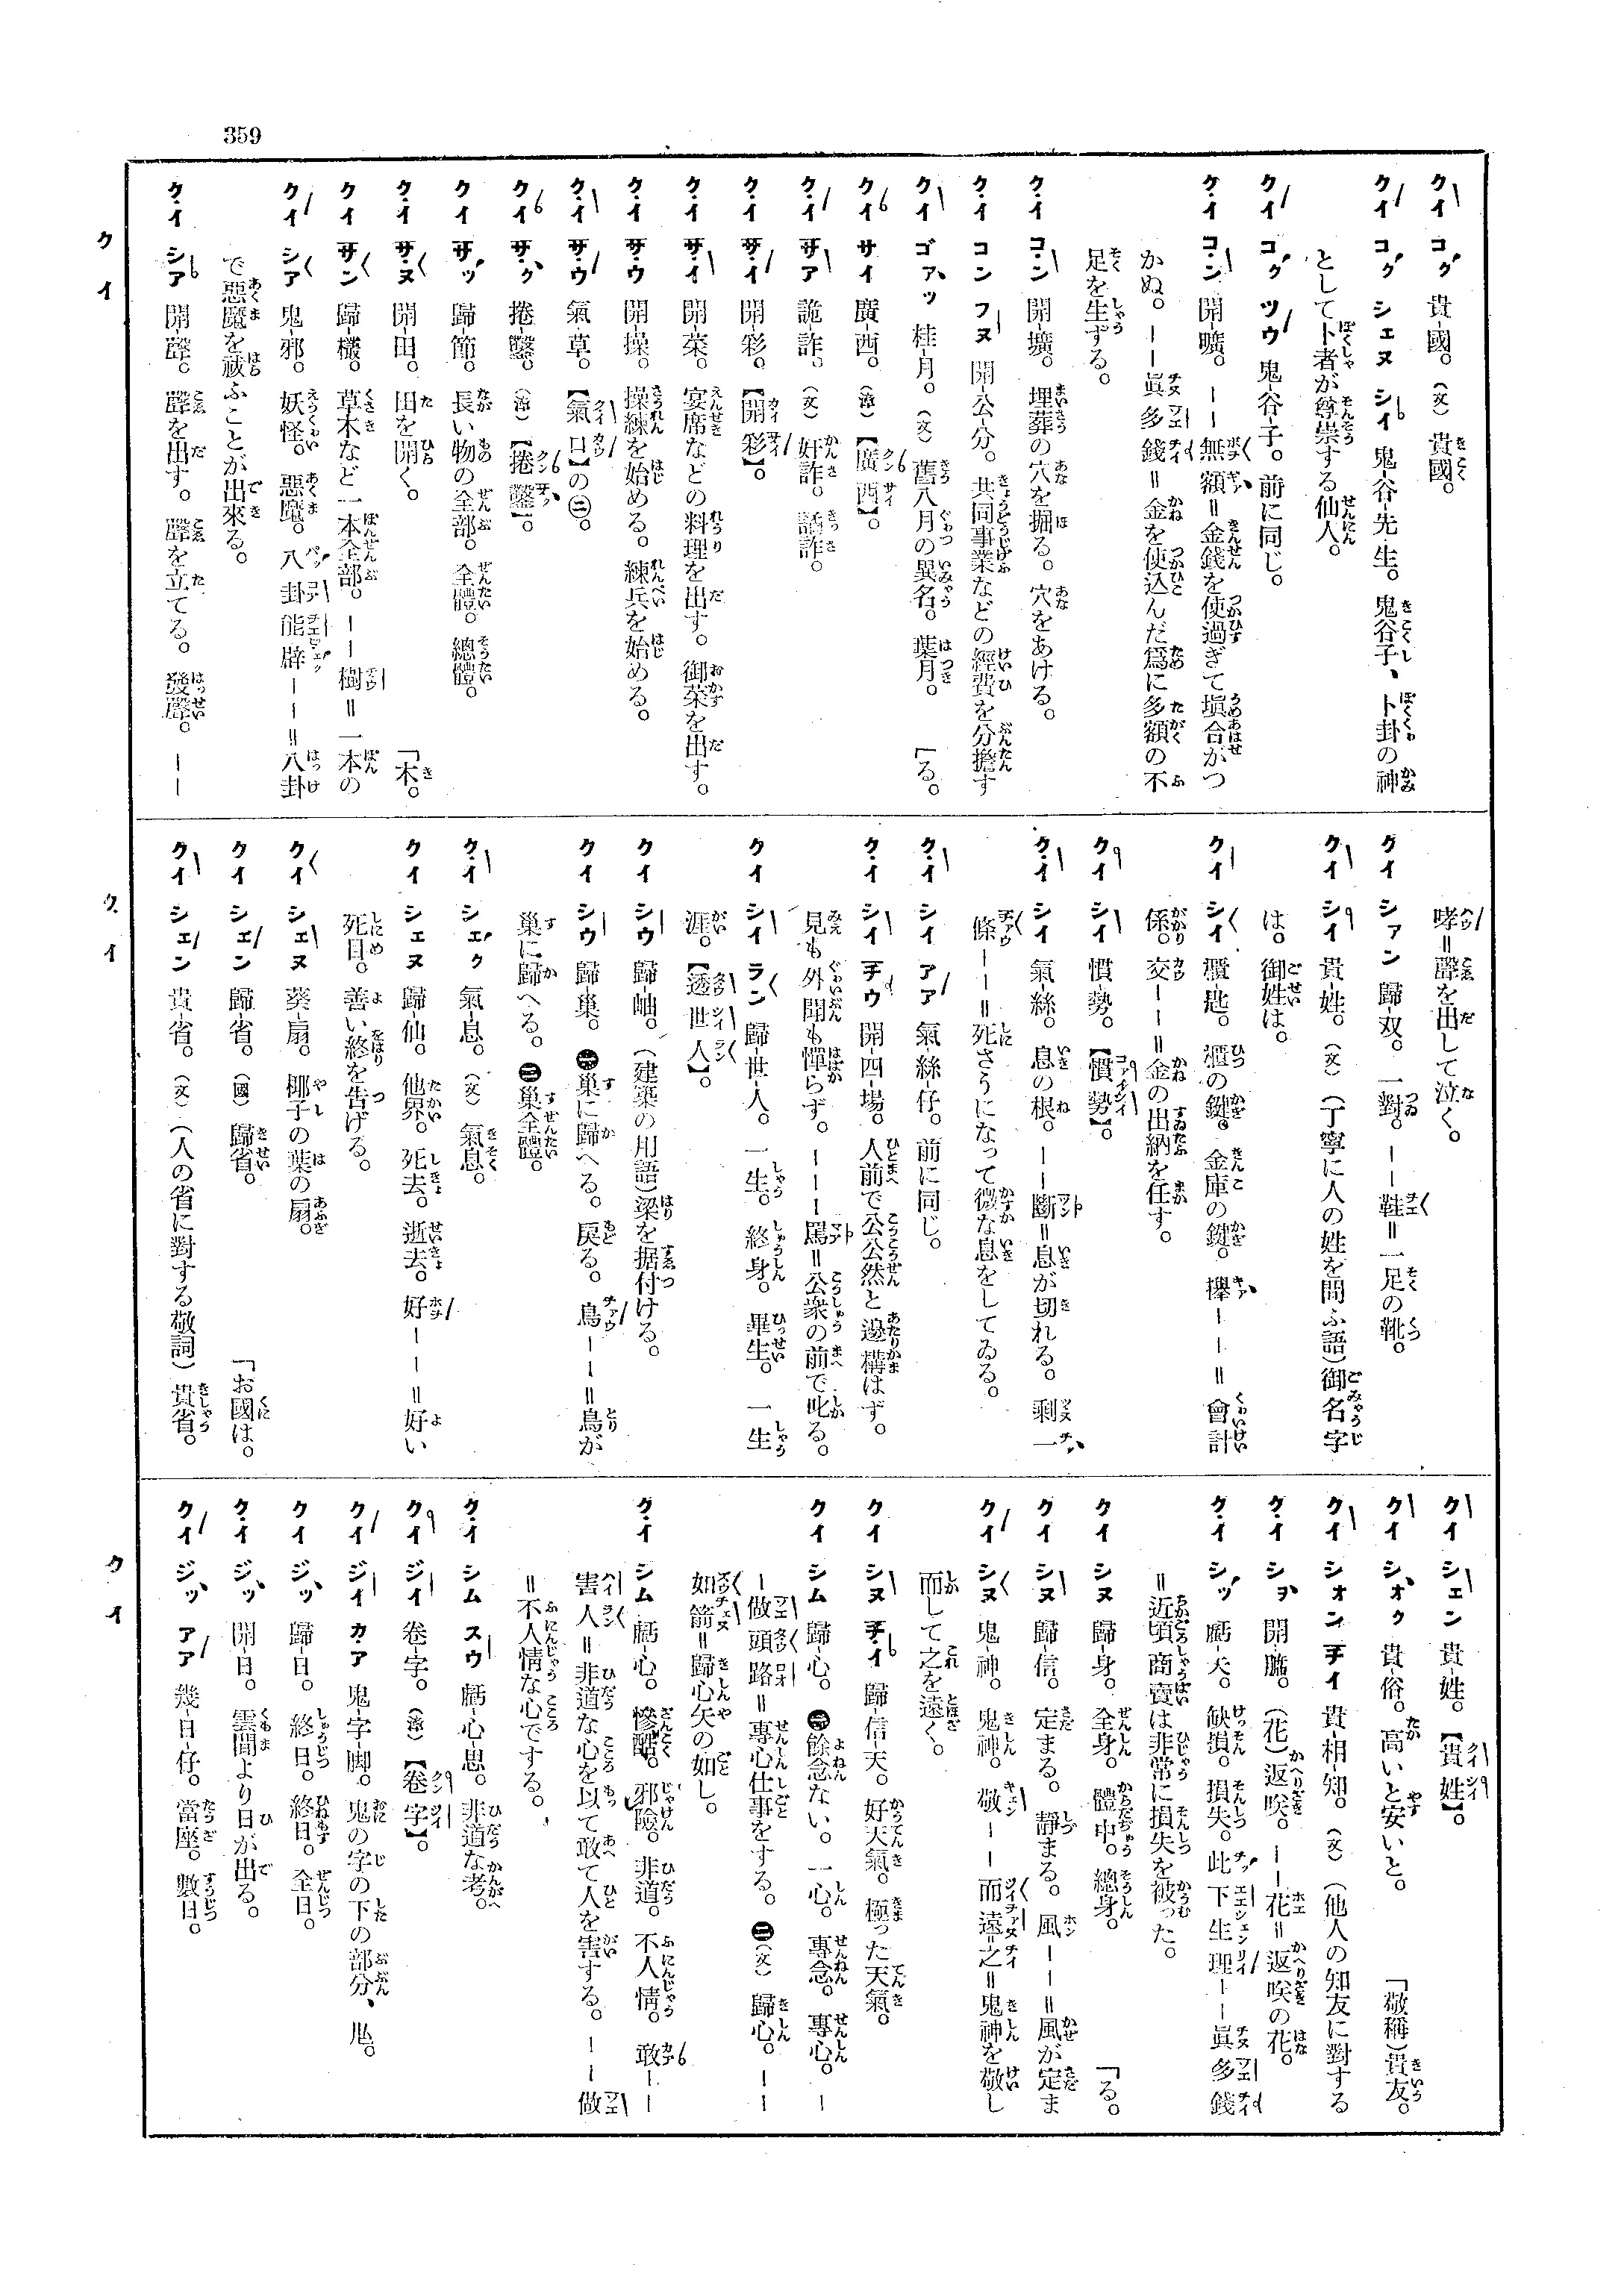 359
クイ コク 貴-國。(文) 貴國。
クイ コク シェヌ シイ 鬼-谷-先-生。鬼谷子、卜卦の神
として卜者が尊崇する仙人。
クイ コク ツウ 鬼-谷-子。前に同じ。
クイ コン 開-曠。——無額=金錢を使過ぎて塡合がつ
かぬ。——眞多錢=金を使込んだ爲に多額の不
足を生ずる。
クイ コン 開-壙。埋葬の穴を掘る。穴をあける。
クイ コン フヌ 開-公-分。共同事業などの經費を分擔す
クイ ゴアッ 桂-月。(文) 舊八月の異名。葉月。 「る。
クイ サイ 廣-西。(漳)【廣西】。
クイ サア 詭-詐。(文) 奸詐。譎詐。
クイ サイ 開-彩。【開彩】。
クイ サイ 開-菜。宴席などの料理を出す。御菜を出す。
クイ サウ 開-操。操練を始める。練兵を始める。
クイ サウ 氣-草。【氣口】の㊁。
クイ サク 捲-鑿。(漳)【捲鑿】。
クイ サッ 歸-節。長い物の全部。全體。總體。
クイ サヌ 開-田。田を開く。 「木。
クイ サン 歸-欉。草木など一本全部。——樹=一本の
クイ シア 鬼-邪。妖怪。惡魔。八卦能辟——=八卦
で惡魔を祓ふことが出來る。
クイ シア 開-聲。聲を出す。聲を立てる。發聲。——
哮=聲を出して泣く。
クイ シアン 歸-双。一對。——鞋=一足の靴。
クイ シイ 貴-姓。(文)(丁寧に人の姓を問ふ語)御名字
は。御姓は。
クイ シイ 櫃-匙。櫃の鍵。金庫の鍵。攑——=會計
係。交——=金の出納を任す。
クイ シイ 慣-勢。【慣勢】。
クイ シイ 氣-絲。息の根。——斷=息が切れる。剩一
條——=死さうになって微な息をしてゐる。
クイ シイ アア 氣-絲-仔。前に同じ。
クイ シイ チウ 開-四-場。人前で公公然と邊構はず。
見も外聞も憚らず。———罵=公衆の前で叱る。
クイ シイ ラン 歸-世-人。一生。終身。畢生。一生
涯。【透世人】。
クイ シウ 歸-岫。(建築の用語)梁を据付ける。
クイ シウ 歸-巢。㊀巢に歸へる。戻る。鳥——=鳥が
巢に歸へる。㊁巢全體。
クイ シェク 氣-息。(文) 氣息。
クイ シェヌ 歸-仙。他界。死去。逝去。好——=好い
死目。善い終を告げる。
クイ シェヌ 葵-扇。椰子の葉の扇。
クイ シェン 歸-省。(國) 歸省。 「お國は。
クイ シェン 貴-省。(文)(人の省に對する敬詞)貴省。
クイ シェン 貴-姓。【貴姓】。
クイ シオク 貴-俗。高いと安いと。 「敬稱)貴友。
クイ シオン チイ 貴-相-知。(文)(他人の知友に對する
クイ シヲ 開-臙。(花)返咲。——花=返咲の花。
クイ シッ 虧-失。缺損。損失。此下生理——眞多錢
=近頃商賣は非常に損失を被った。
クイ シヌ 歸-身。全身。體中。總身。 「る。
クイ シヌ 歸-信。定まる。靜まる。風——=風が定ま
クイ シヌ 鬼-神。鬼神。敬——而遠之=鬼神を敬し
而して之を遠く。
クイ シヌ チイ 歸-信-天。好天氣。極った天氣。
クイ シム 歸-心。㊀餘念ない。一心。專念。專心。—
—做頭路=專心仕事をする。㊁(文) 歸心。——
如箭=歸心矢の如し。
クイ シム 虧-心。慘酷。邪險。非道。不人情。敢——
害人=非道な心を以て敢て人を害する。——做
=不人情な心でする。
クイ シム スウ 虧-心-思。非道な考。
クイ ジイ 卷-字。(漳)【卷字】。
クイ ジイ カア 鬼-字-脚。鬼の字の下の部分、
クイ ジッ 歸-日。終日。終日。全日。
クイ ジッ 開-日。雲間より日が出る。
クイ ジッ アア 幾-日-仔。當座。數日。
クイ
クイ
クイ